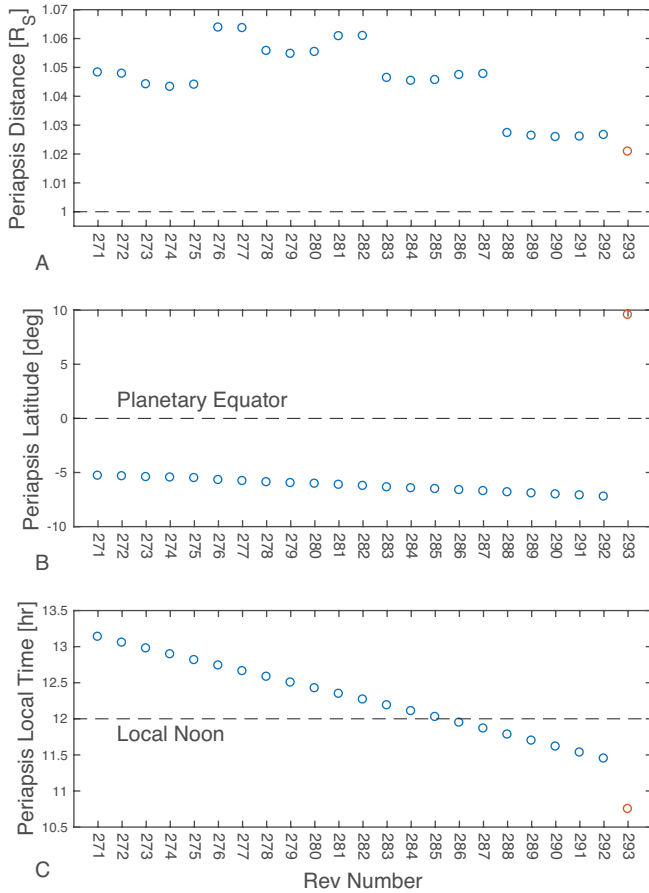 Periapsis Distance [R_S]
1.07
1.06
1.05
1.04
1.03
1.02
1.01
1
271 272 273 274 275 276 277 278 279 280 281 282 283 284 285 286 287 288 289 290 291 292 293
A
Periapsis Latitude [deg]
10
5
0
-5
-10
Planetary Equator
271 272 273 274 275 276 277 278 279 280 281 282 283 284 285 286 287 288 289 290 291 292 293
B
Periapsis Local Time [hr]
13.5
13
12.5
12
11.5
11
10.5
Local Noon
271 272 273 274 275 276 277 278 279 280 281 282 283 284 285 286 287 288 289 290 291 292 293
C
Rev Number